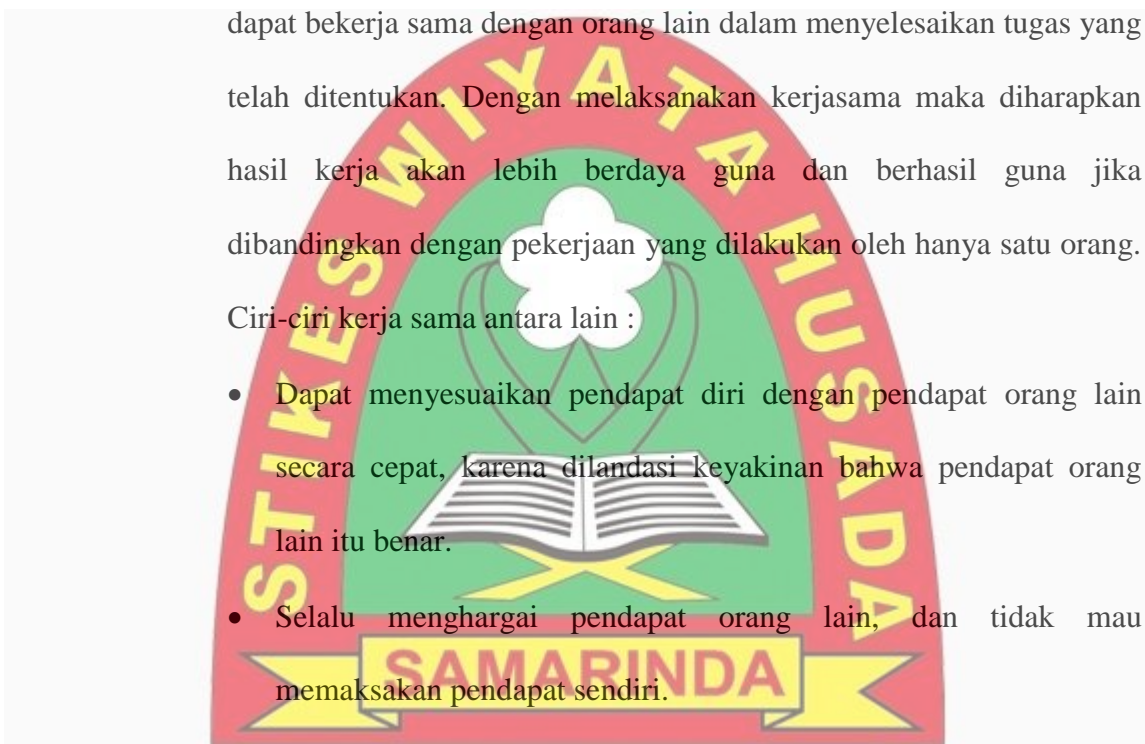 dapat bekerja sama dengan orang lain dalam menyelesaikan tugas yang
telah ditentukan. Dengan melaksanakan kerjasama maka diharapkan
hasil kerja akan lebih berdaya guna dan berhasil guna jika
dibandingkan dengan pekerjaan yang dilakukan oleh hanya satu orang.
Ciri-ciri kerja sama antara lain :
• Dapat menyesuaikan pendapat diri dengan pendapat orang lain
secara cepat, karena dilandasi keyakinan bahwa pendapat orang
lain itu benar.
• Selalu menghargai pendapat orang lain, dan tidak mau
memaksakan pendapat sendiri.
STIKES WIYATA HUSADA
SAMARINDA